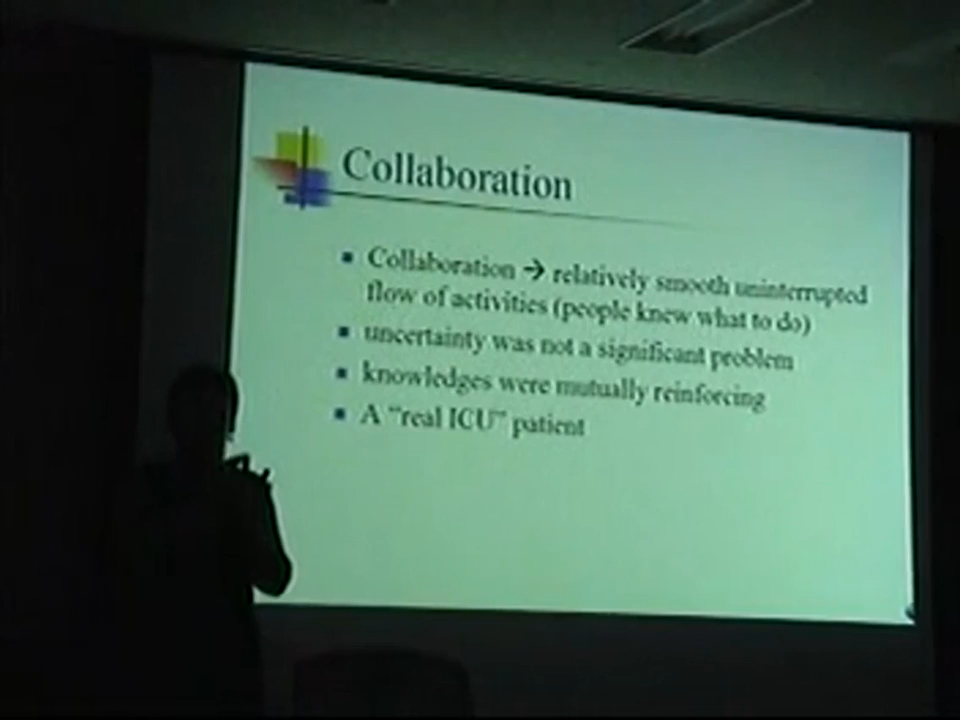 Collaboration
Collaboration → relatively smooth uninterrupted
flow of activities (people knew what to do)
uncertainty was not a significant problem
knowledges were mutually reinforcing
A “real ICU” patient